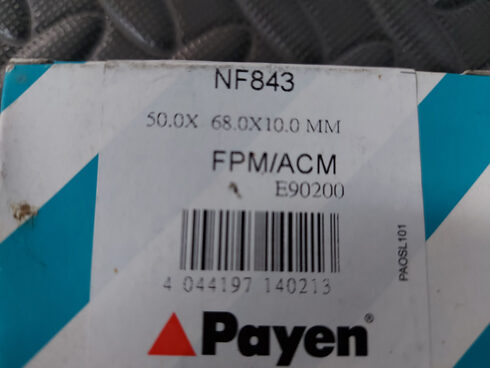 NF843
50.0X 68.0X10.0 MM
FPM/ACM
E90200
PAOSL101
4 044197 140213
Payen®